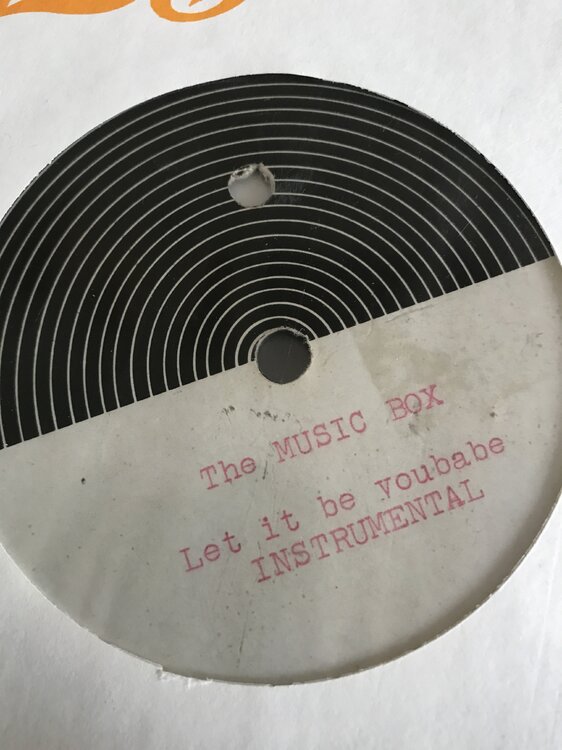 The MUSIC BOX
Let it be youbabe
INSTRUMENTAL